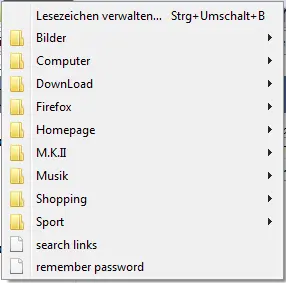 Lesezeichen verwalten... Strg+Umschalt+B
Bilder
Computer
DownLoad
Firefox
Homepage
M.K.II
Musik
Shopping
Sport
search links
remember password